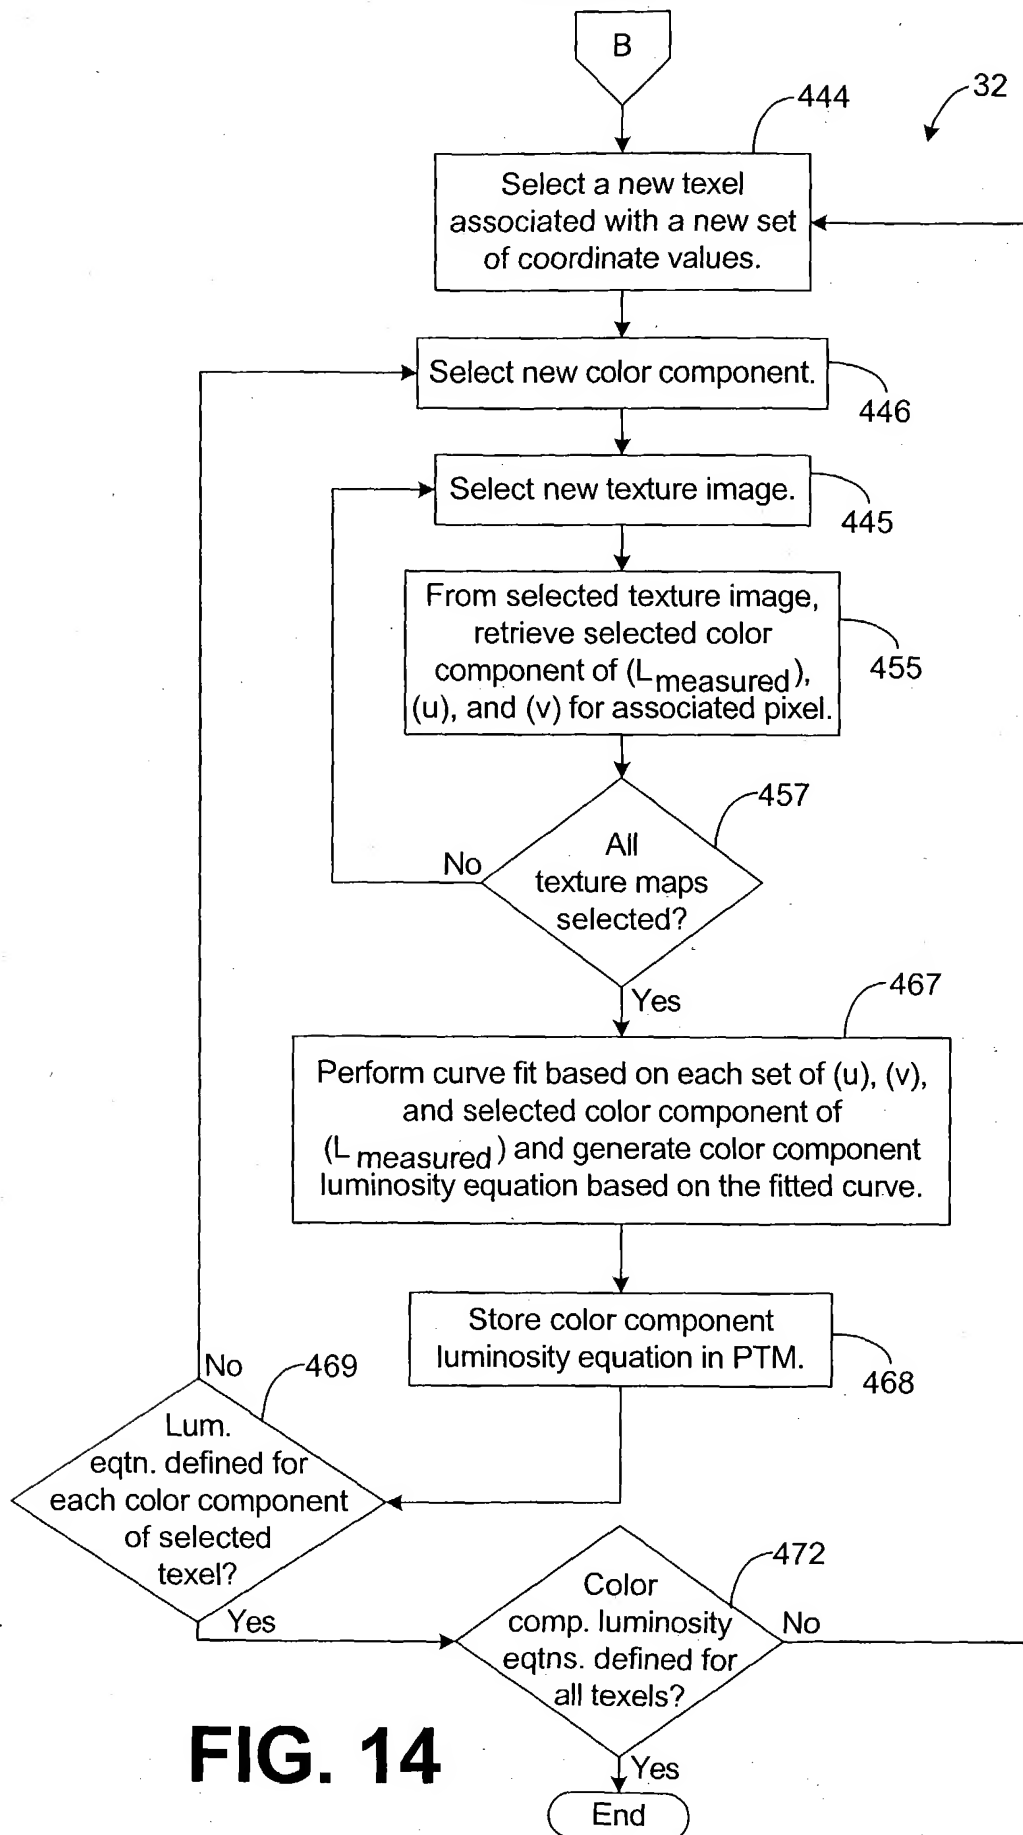 B
32
444
Select a new texel
associated with a new set
of coordinate values.
Select new color component.
446
Select new texture image.
445
From selected texture image,
retrieve selected color
component of (Lmeasured),
(u), and (v) for associated pixel.
455
457
All
texture maps
selected?
No
Yes
467
Perform curve fit based on each set of (u), (v),
and selected color component of
(Lmeasured) and generate color component
luminosity equation based on the fitted curve.
Store color component
luminosity equation in PTM.
468
No
469
Lum.
eqtn. defined for
each color component
of selected
texel?
Yes
472
Color
comp. luminosity
eqtns. defined for
all texels?
No
Yes
End
FIG. 14